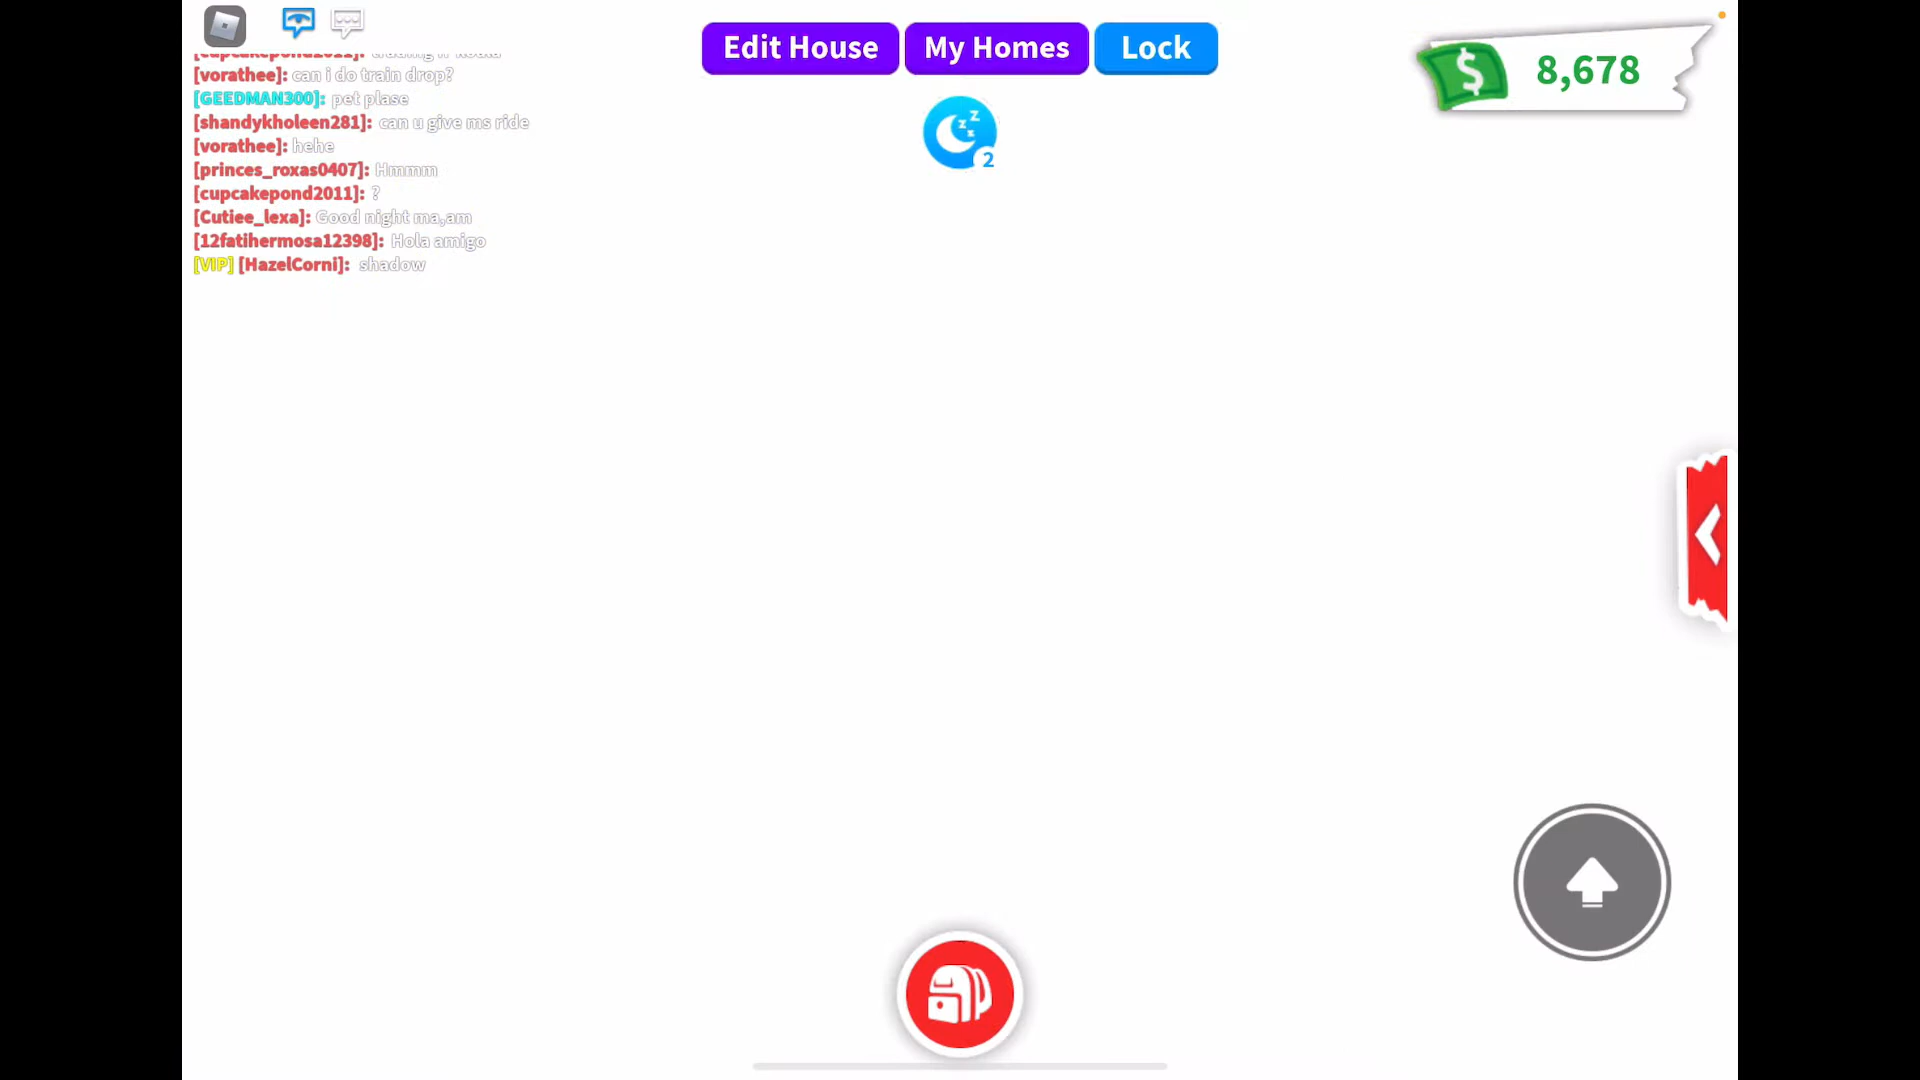 Edit House
My Homes
Lock
8,678
2
[cupcakepond2011]:
[vorathee]: can i do train drop?
[GEEDMAN300]: pet plase
[shandykholeen281]: can u give ms ride
[vorathee]: hehe
[princes_roxas0407]: Hmmm
[cupcakepond2011]: ?
[Cutiee_lexa]: Good night ma,am
[12fatihermosa12398]: Hola amigo
[VIP] [HazelCorni]: shadow